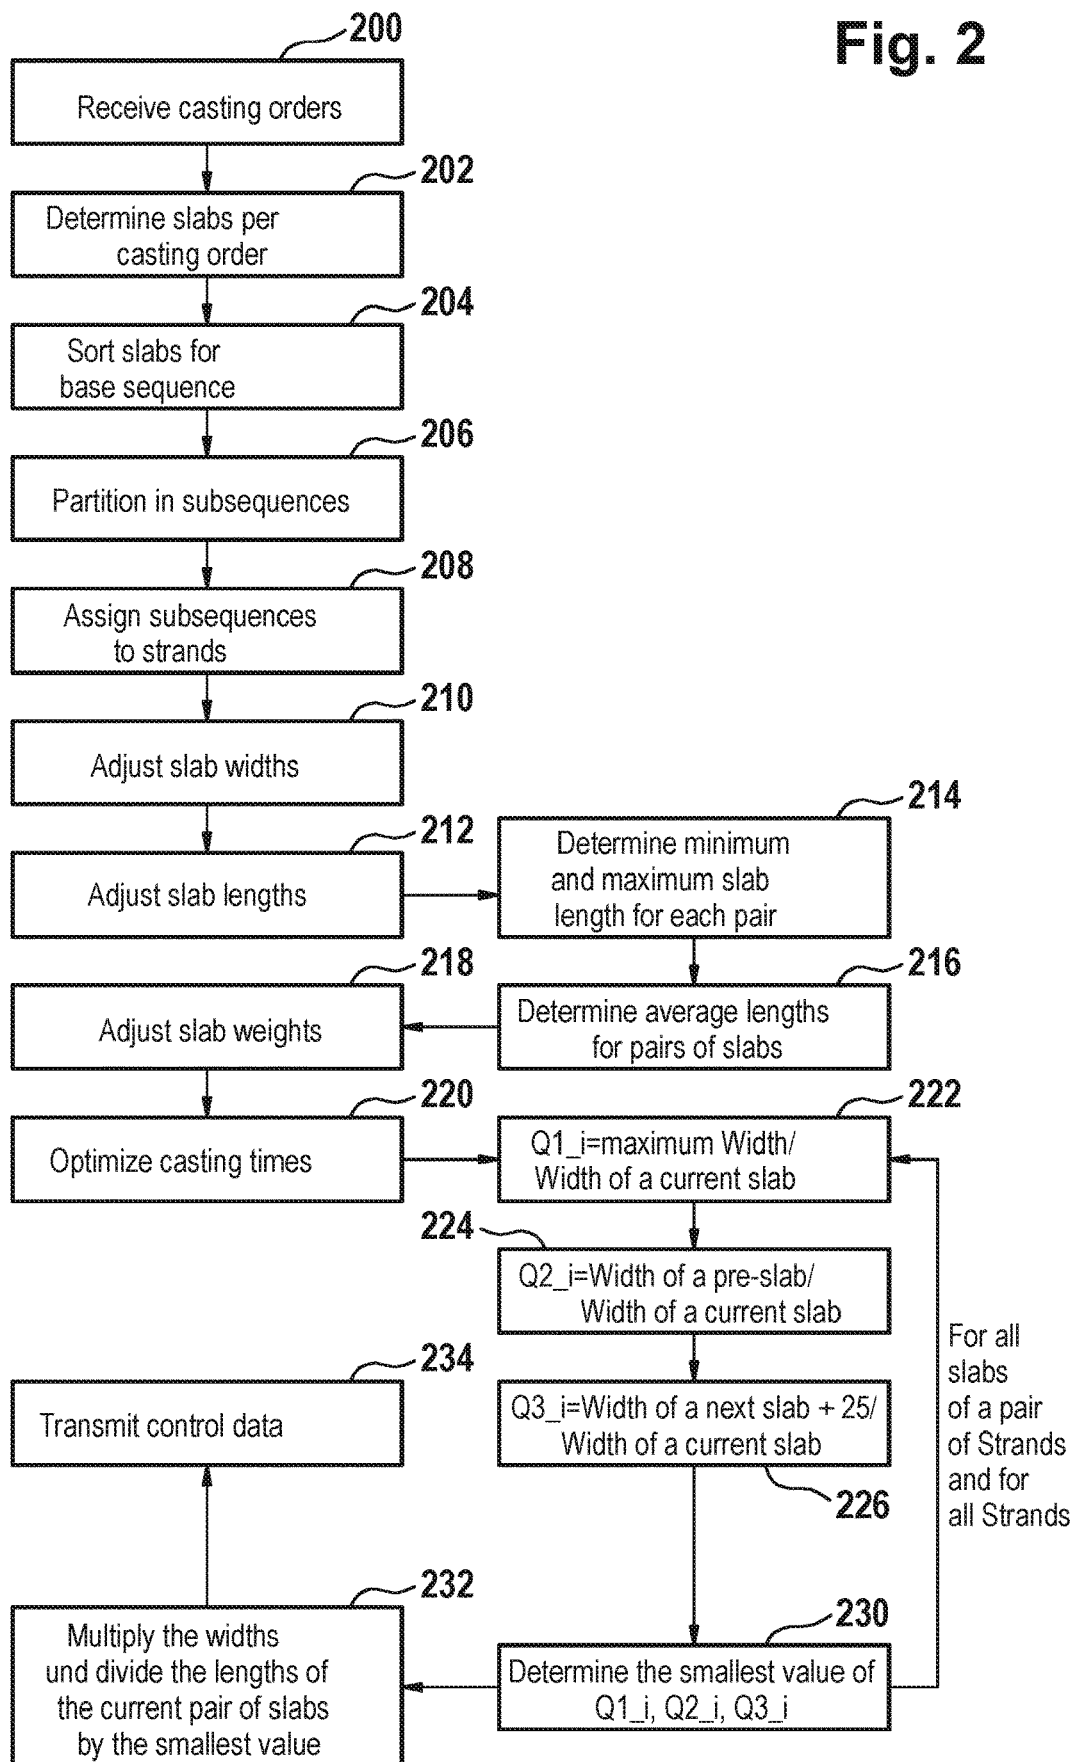 Fig. 2
200
Receive casting orders
202
Determine slabs per
casting order
204
Sort slabs for
base sequence
206
Partition in subsequences
208
Assign subsequences
to strands
210
Adjust slab widths
212
Adjust slab lengths
214
Determine minimum
and maximum slab
length for each pair
216
Determine average lengths
for pairs of slabs
218
Adjust slab weights
220
Optimize casting times
222
Q1_i=maximum Width/
Width of a current slab
224
Q2_i=Width of a pre-slab/
Width of a current slab
Q3_i=Width of a next slab + 25/
Width of a current slab
226
For all
slabs
of a pair
of Strands
and for
all Strands
230
Determine the smallest value of
Q1_i, Q2_i, Q3_i
232
Multiply the widths
und divide the lengths of
the current pair of slabs
by the smallest value
234
Transmit control data